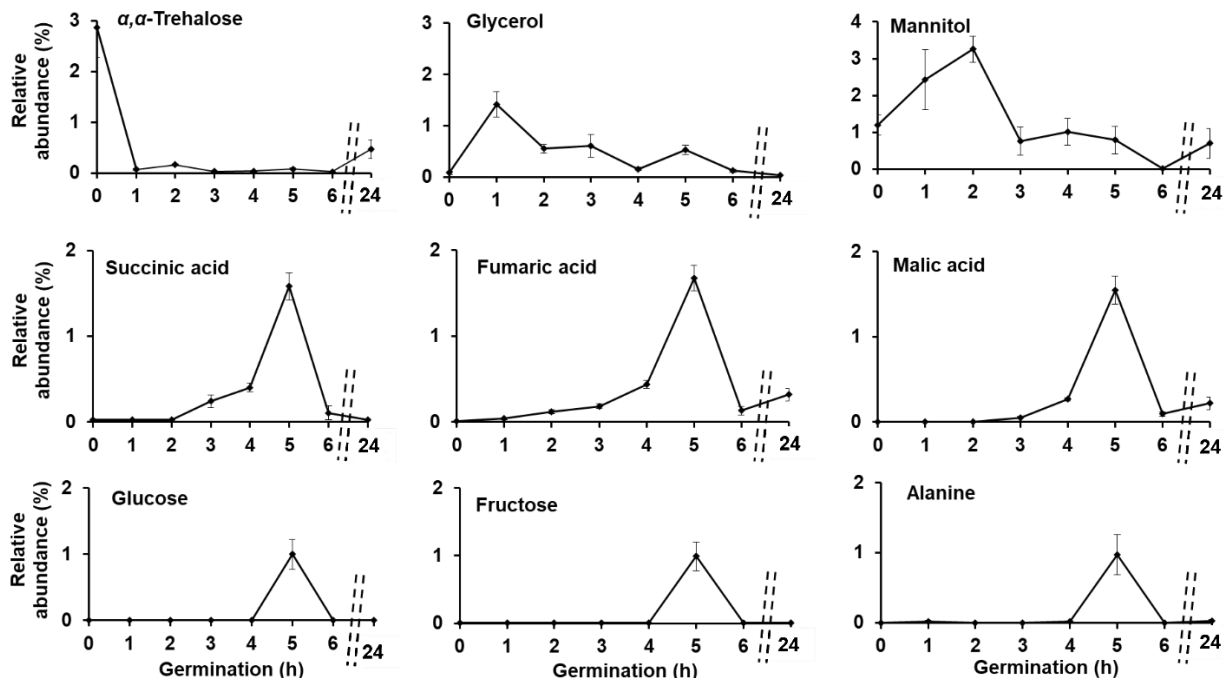 α,α-Trehalose
Relative abundance (%)
3
2
1
0
0 1 2 3 4 5 6 24
Glycerol
3
2
1
0
0 1 2 3 4 5 6 24
Mannitol
4
3
2
1
0
0 1 2 3 4 5 6 24
Succinic acid
Relative abundance (%)
2
1
0
0 1 2 3 4 5 6 24
Fumaric acid
2
1
0
0 1 2 3 4 5 6 24
Malic acid
2
1
0
0 1 2 3 4 5 6 24
Glucose
Relative abundance (%)
2
1
0
0 1 2 3 4 5 6 24
Germination (h)
Fructose
2
1
0
0 1 2 3 4 5 6 24
Germination (h)
Alanine
2
1
0
0 1 2 3 4 5 6 24
Germination (h)